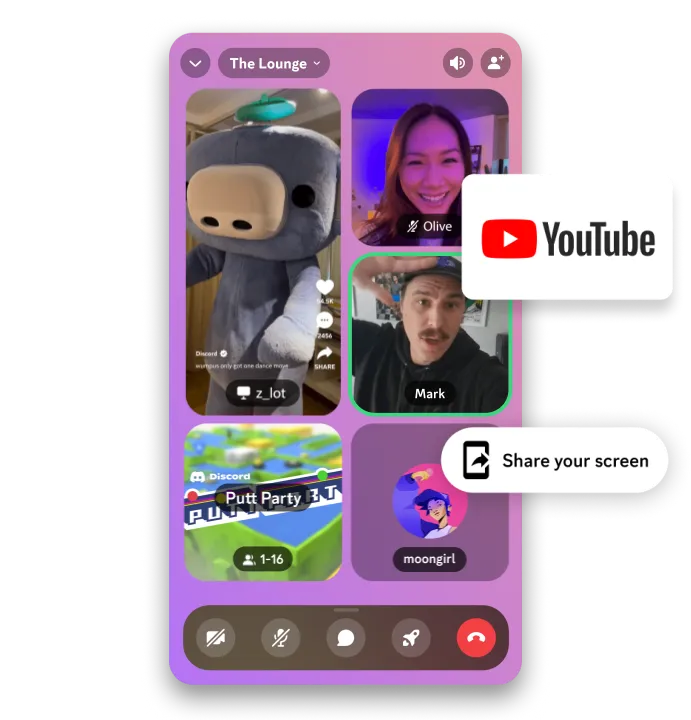 The Lounge
Olive
YouTube
84.5K
2456
SHARE
Discord
wumpus only got one dance move
z_lot
Mark
Share your screen
Discord
Putt Party
PUTT PARTY
1-16
moongirl